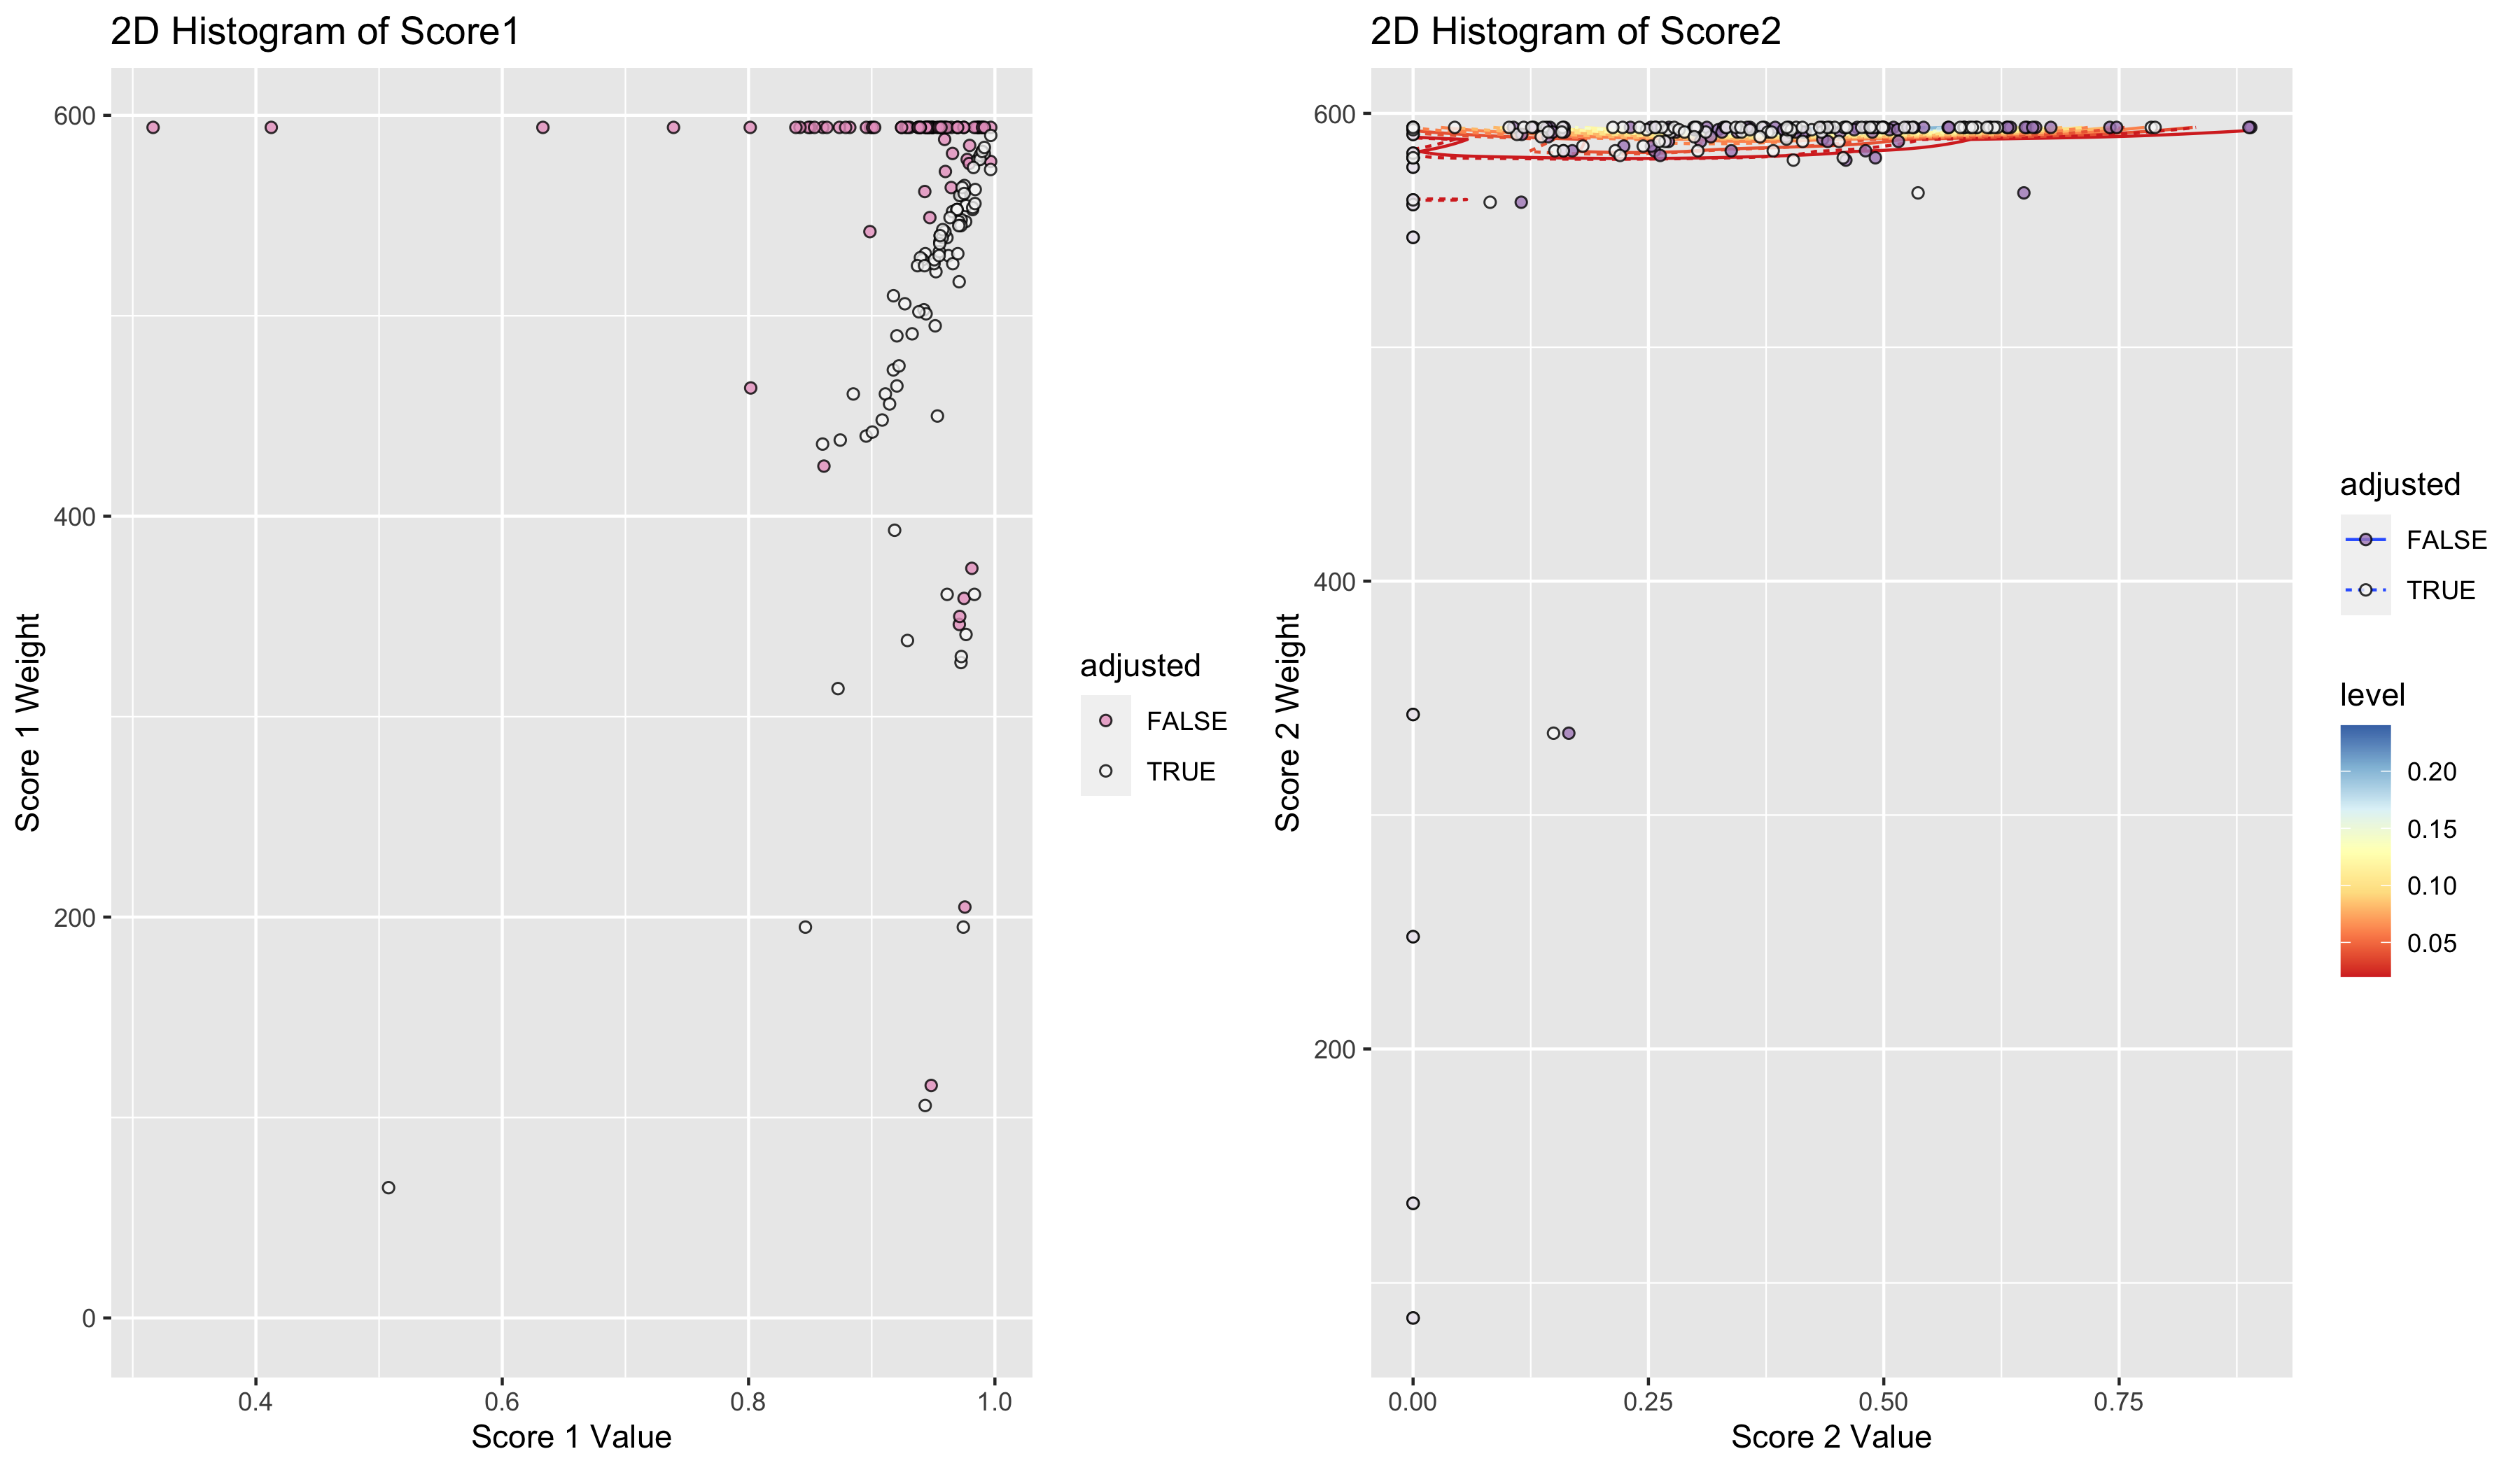 2D Histogram of Score1
600
400
200
0
0.4
0.6
0.8
1.0
Score 1 Weight
Score 1 Value
adjusted
FALSE
TRUE
2D Histogram of Score2
600
400
200
0.00
0.25
0.50
0.75
Score 2 Weight
Score 2 Value
adjusted
FALSE
TRUE
level
0.20
0.15
0.10
0.05